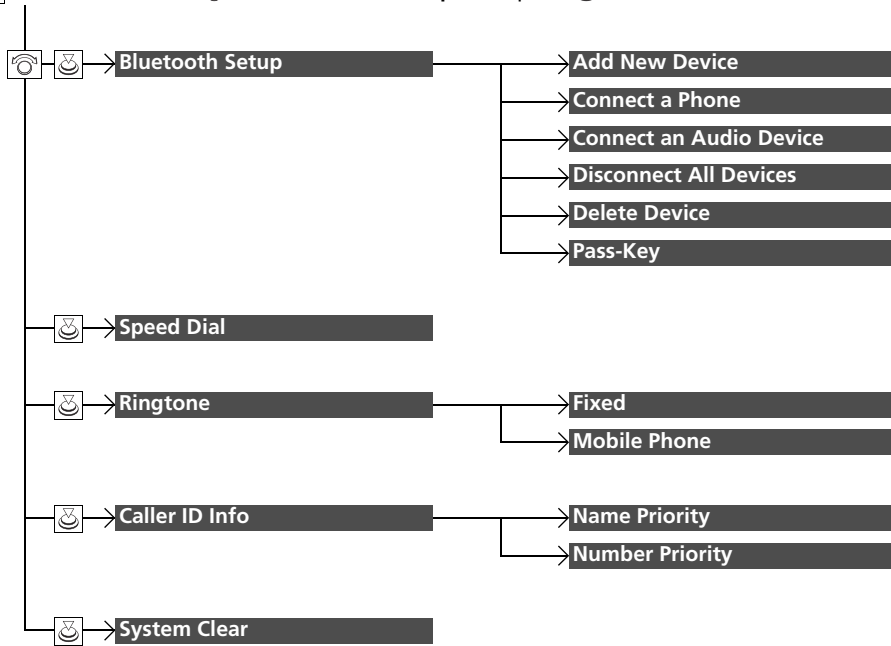 Bluetooth Setup
Add New Device
Connect a Phone
Connect an Audio Device
Disconnect All Devices
Delete Device
Pass-Key
Speed Dial
Ringtone
Fixed
Mobile Phone
Caller ID Info
Name Priority
Number Priority
System Clear